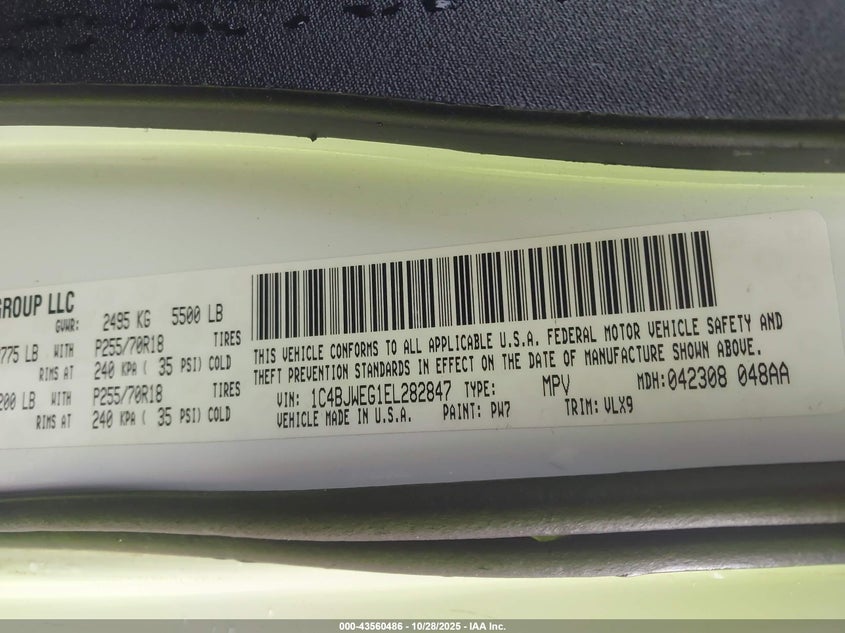 GROUP LLC
GVWR: 2495 KG 5500 LB
775 LB WITH P255/70R18 TIRES
RIMS AT 240 KPA ( 35 PSI) COLD
200 LB WITH P255/70R18 TIRES
RIMS AT 240 KPA ( 35 PSI) COLD
THIS VEHICLE CONFORMS TO ALL APPLICABLE U.S.A. FEDERAL MOTOR VEHICLE SAFETY AND
THEFT PREVENTION STANDARDS IN EFFECT ON THE DATE OF MANUFACTURE SHOWN ABOVE.
VIN: 1C4BJWEG1EL282847 TYPE: MPV MDH: 042308 048AA
VEHICLE MADE IN U.S.A. PAINT: PW7 TRIM: VLX9
000-43560486 - 10/28/2025 - IAA Inc.